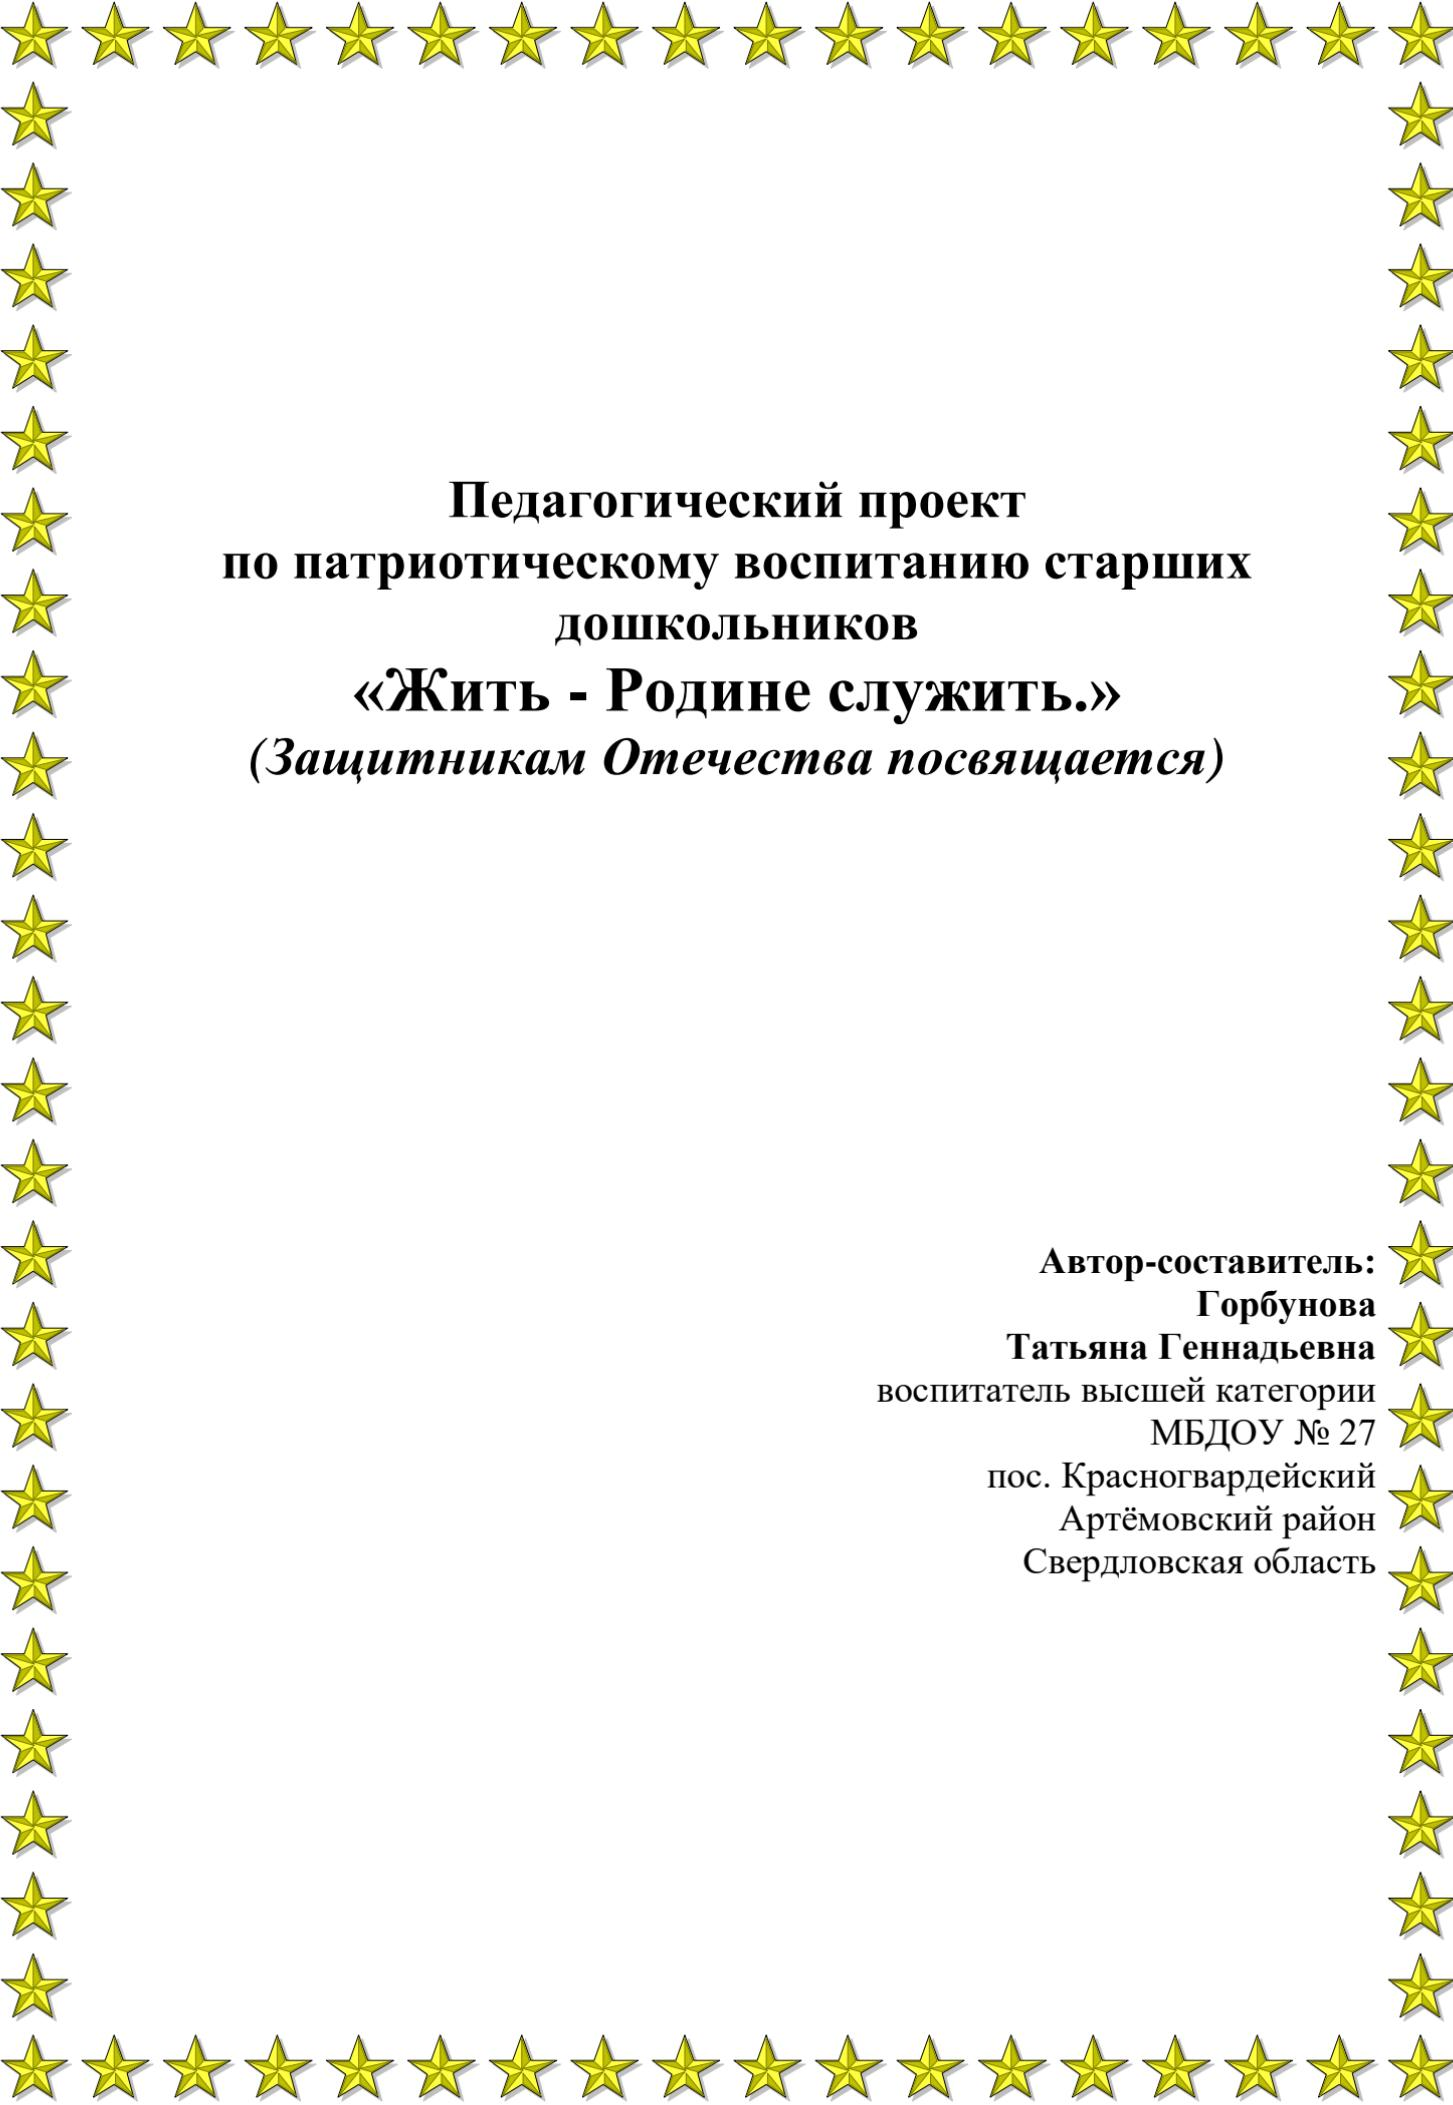 Педагогический проект
по патриотическому воспитанию старших
дошкольников
«Жить - Родине служить.»
(Защитникам Отечества посвящается)
Автор-составитель:
Горбунова
Татьяна Геннадьевна
воспитатель высшей категории
МБДОУ № 27
пос. Красногвардейский
Артёмовский район
Свердловская область